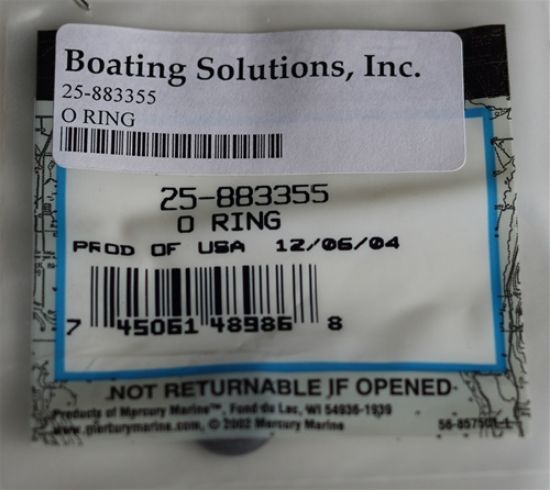 Boating Solutions, Inc.
25-883355
O RING
25-883355
O RING
PROD OF USA 12/06/04
7 45061 48986 8
NOT RETURNABLE IF OPENED
Products of Mercury Marine™, Fond du Lac, WI 54936-1939
www.mercurymarine.com, © 2002 Mercury Marine